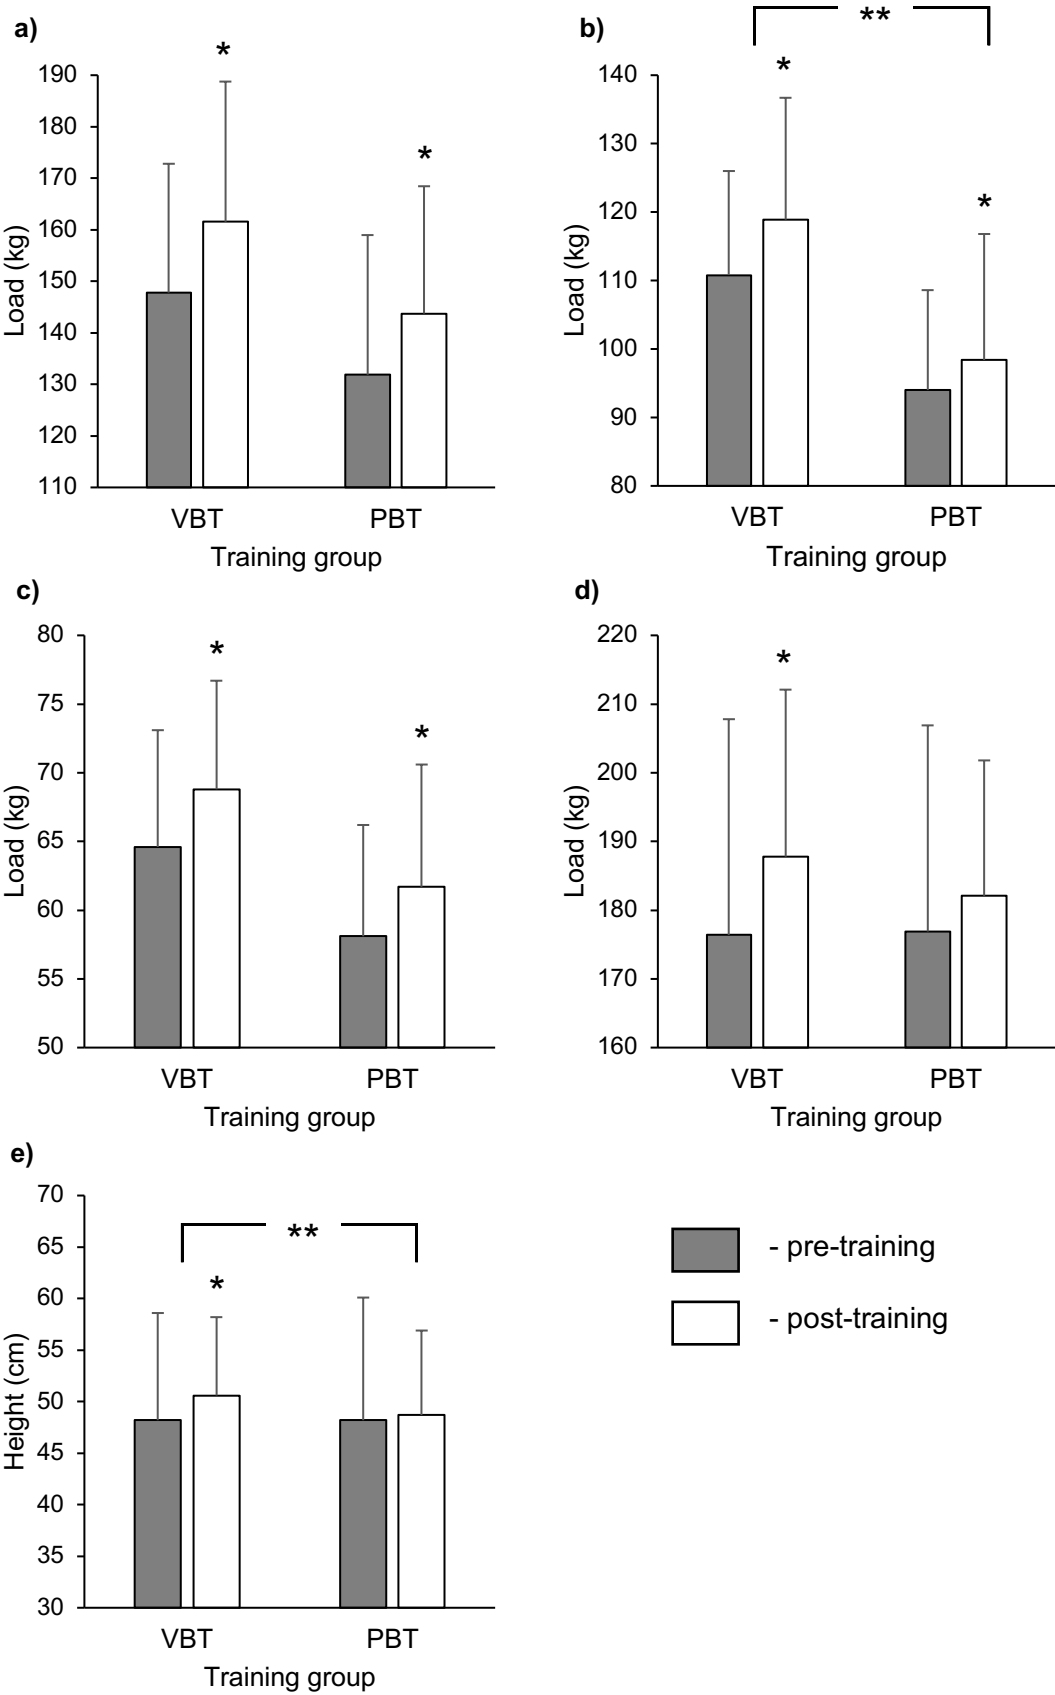 a)
*
*
190
180
170
160
150
140
130
120
110
Load (kg)
VBT PBT
Training group
b)
**
*
*
140
130
120
110
100
90
80
Load (kg)
VBT PBT
Training group
c)
*
*
80
75
70
65
60
55
50
Load (kg)
VBT PBT
Training group
d)
*
220
210
200
190
180
170
160
Load (kg)
VBT PBT
Training group
e)
**
*
70
65
60
55
50
45
40
35
30
Height (cm)
VBT PBT
Training group
- pre-training
- post-training